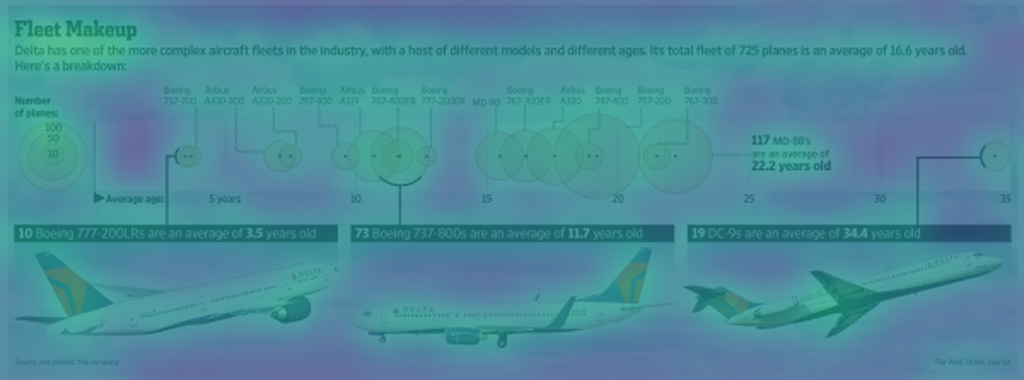 Fleet Makeup
Delta has one of the more complex aircraft fleets in the industry, with a host of different models and different ages. Its total fleet of 725 planes is an average of 16.6 years old.
Here's a breakdown:
Number
of planes:
100
50
10
Boeing
737-700
Airbus
A330-300
Airbus
A330-200
Boeing
757-300
Airbus
A319
Boeing
767-400ER
Boeing
777-200ER
MD-90
Boeing
767-300ER
Airbus
A320
Boeing
747-400
Boeing
757-200
Boeing
767-300
117 MD-88's
are an average of
22.2 years old
Average age:
5 years
10
15
20
25
30
35
10 Boeing 777-200LRs are an average of 3.5 years old
73 Boeing 737-800s are an average of 11.7 years old
19 DC-9s are an average of 34.4 years old
DELTA
DELTA
DELTA
Source and photos: the company
The Wall Street Journal